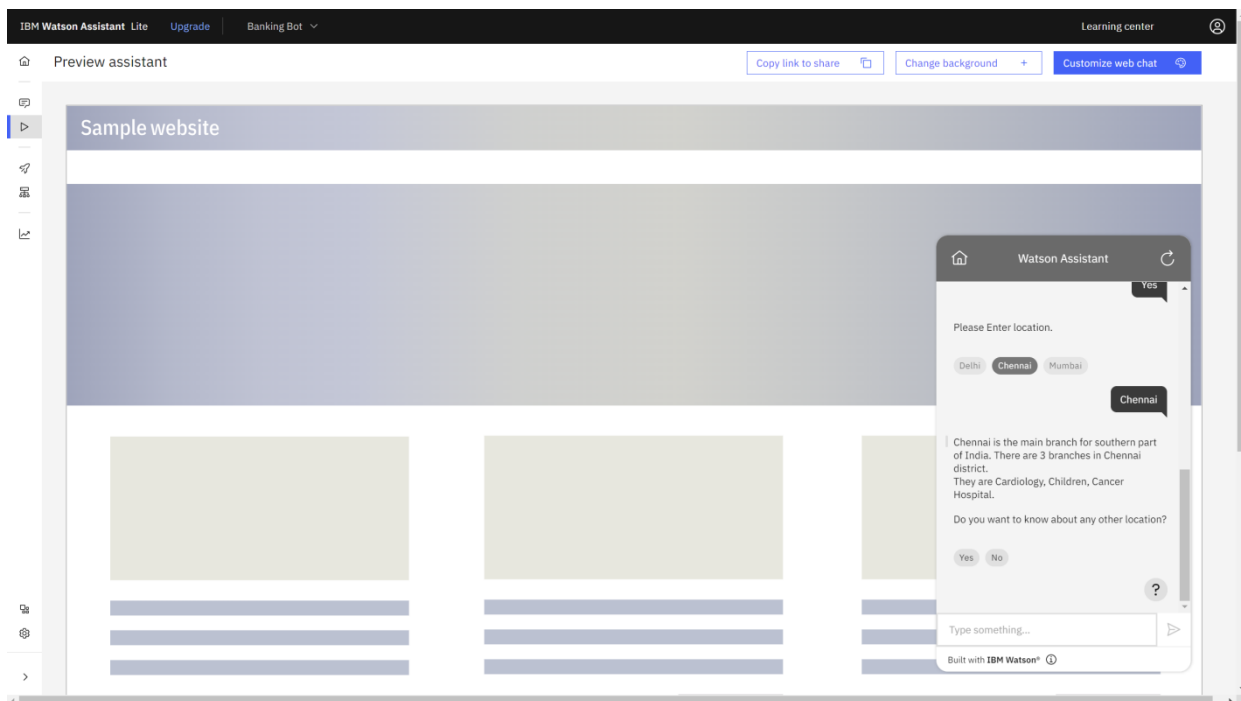 IBM Watson Assistant Lite Upgrade Banking Bot Learning center
Preview assistant Copy link to share Change background + Customize web chat
Sample website
Watson Assistant
Yes
Please Enter location.
Delhi Chennai Mumbai
Chennai
Chennai is the main branch for southern part
of India. There are 3 branches in Chennai
district.
They are Cardiology, Children, Cancer
Hospital.
Do you want to know about any other location?
Yes No
?
Type something...
Built with IBM Watson®